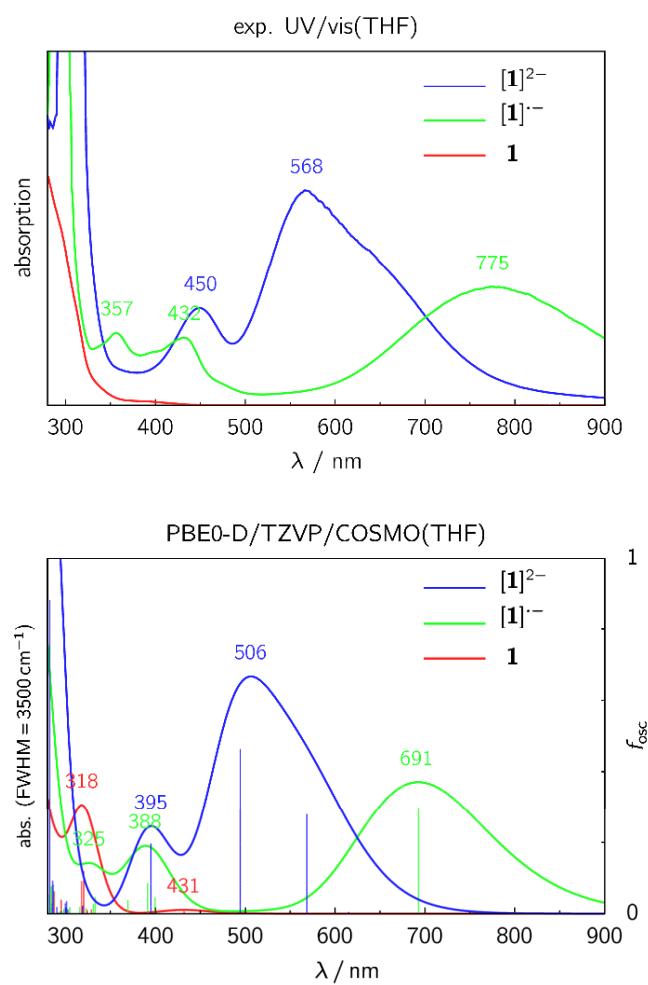 exp. UV/vis(THF)
[1]²⁻
[1]·⁻
1
568
775
450
357
432
absorption
300 400 500 600 700 800 900
λ / nm
PBE0-D/TZVP/COSMO(THF)
1
[1]²⁻
[1]·⁻
1
506
691
318
395
388
325
431
abs. (FWHM = 3500 cm⁻¹)
fosc
0
300 400 500 600 700 800 900
λ / nm